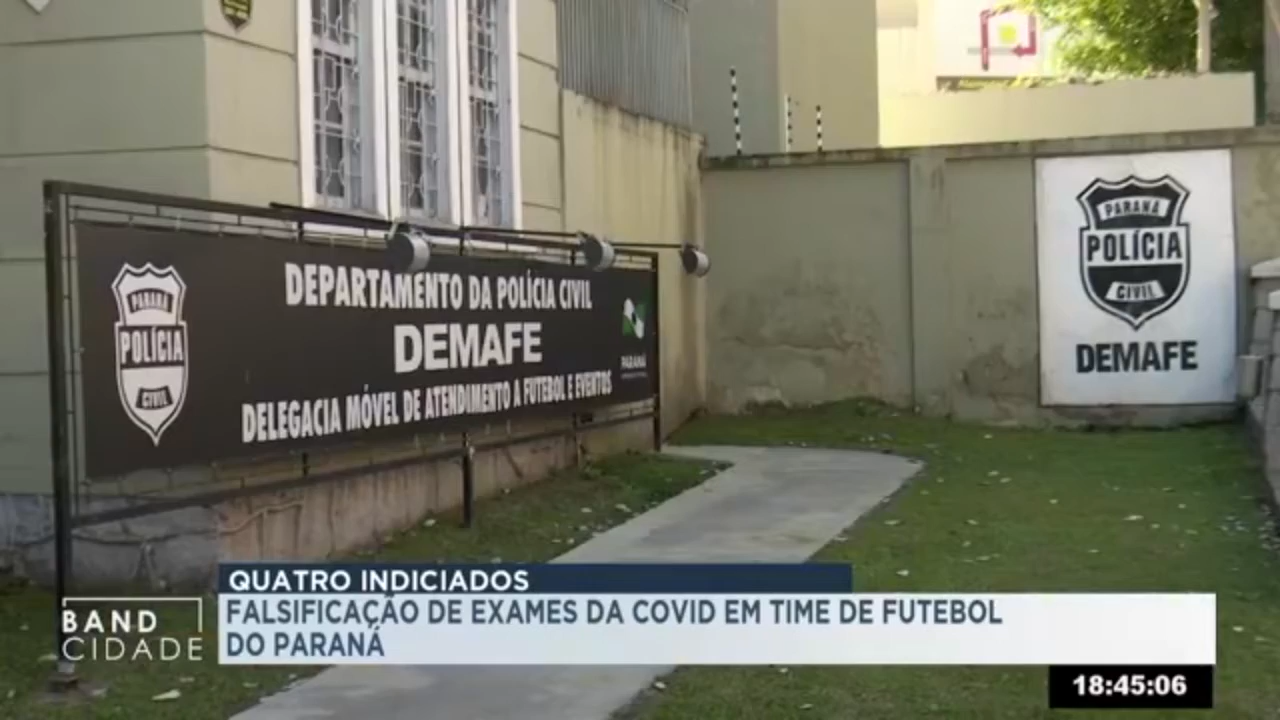 PARANÁ
POLÍCIA
CIVIL
DEPARTAMENTO DA POLÍCIA CIVIL
DEMAFE
DELEGACIA MÓVEL DE ATENDIMENTO A FUTEBOL E EVENTOS
PARANÁ
PARANÁ
POLÍCIA
CIVIL
DEMAFE
QUATRO INDICIADOS
FALSIFICAÇÃO DE EXAMES DA COVID EM TIME DE FUTEBOL
DO PARANÁ
BAND
CIDADE
18:45:06